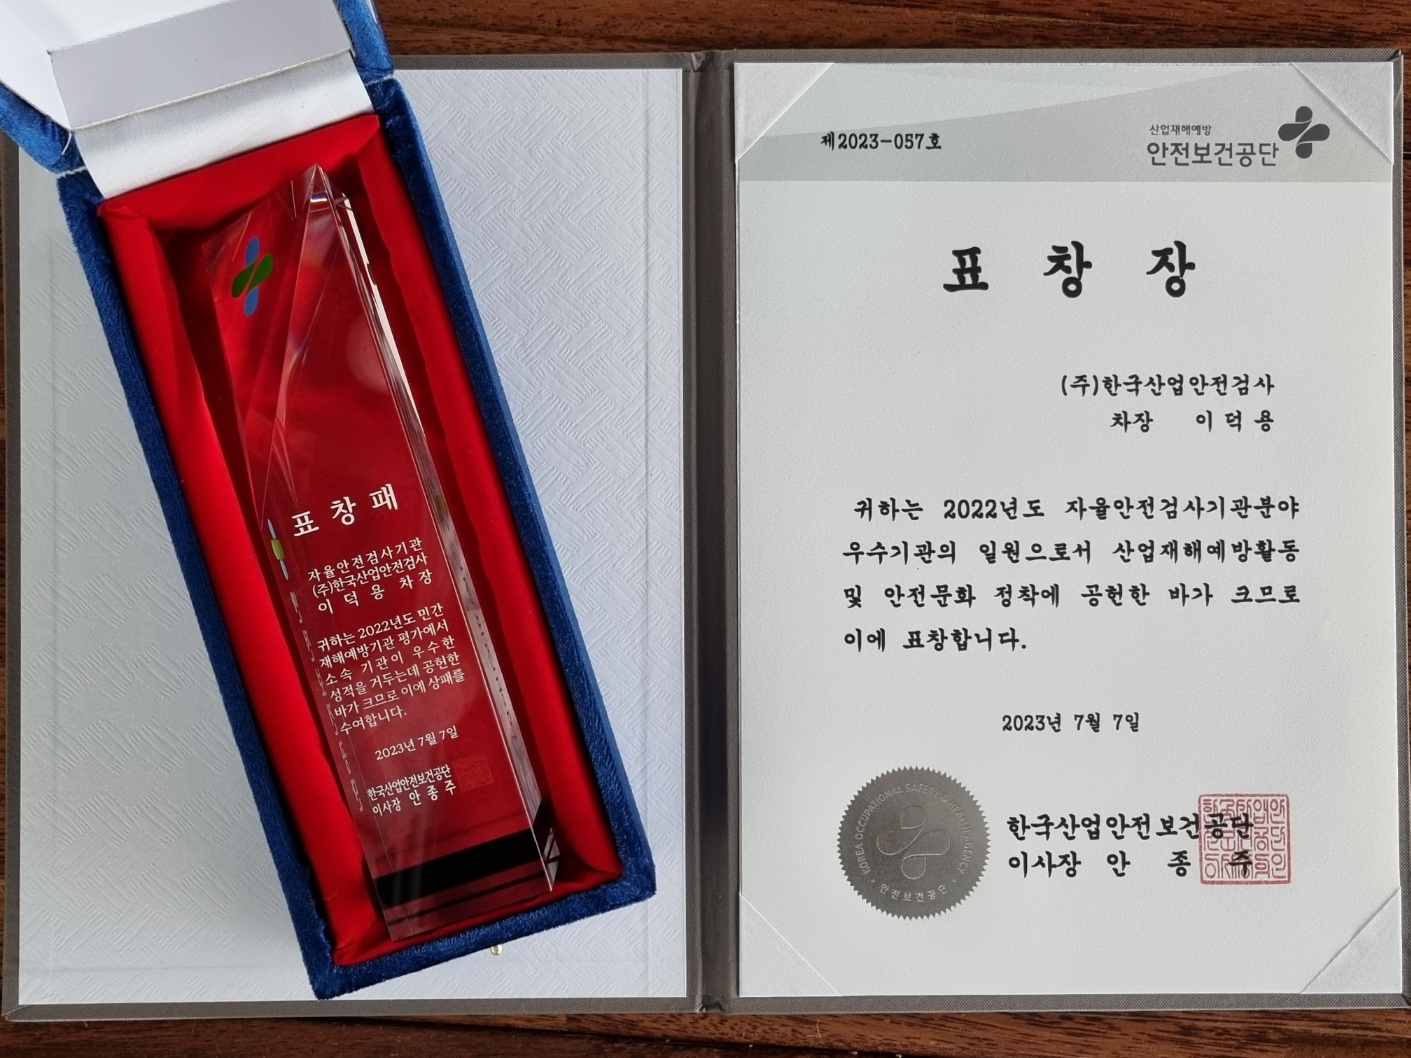 표 창 패
자율안전검사기관
(주)한국산업안전검사
이 덕 용 차 장
귀하는 2022년도 민간
재해예방기관 평가에서
소속 기관이 우수한
성적을 거두는데 공헌한
바가 크므로 이에 상패를
수여합니다.
2023년 7월 7일
한국산업안전보건공단
이사장 안 종 주
제2023-057호
산업재해예방
안전보건공단
표 창 장
(주)한국산업안전검사
차장 이 덕 용
귀하는 2022년도 자율안전검사기관분야
우수기관의 일원으로서 산업재해예방활동
및 안전문화 정착에 공헌한 바가 크므로
이에 표창합니다.
2023년 7월 7일
한국산업안전보건공단
이사장 안 종 주
KOREA OCCUPATIONAL SAFETY & HEALTH AGENCY
안전보건공단